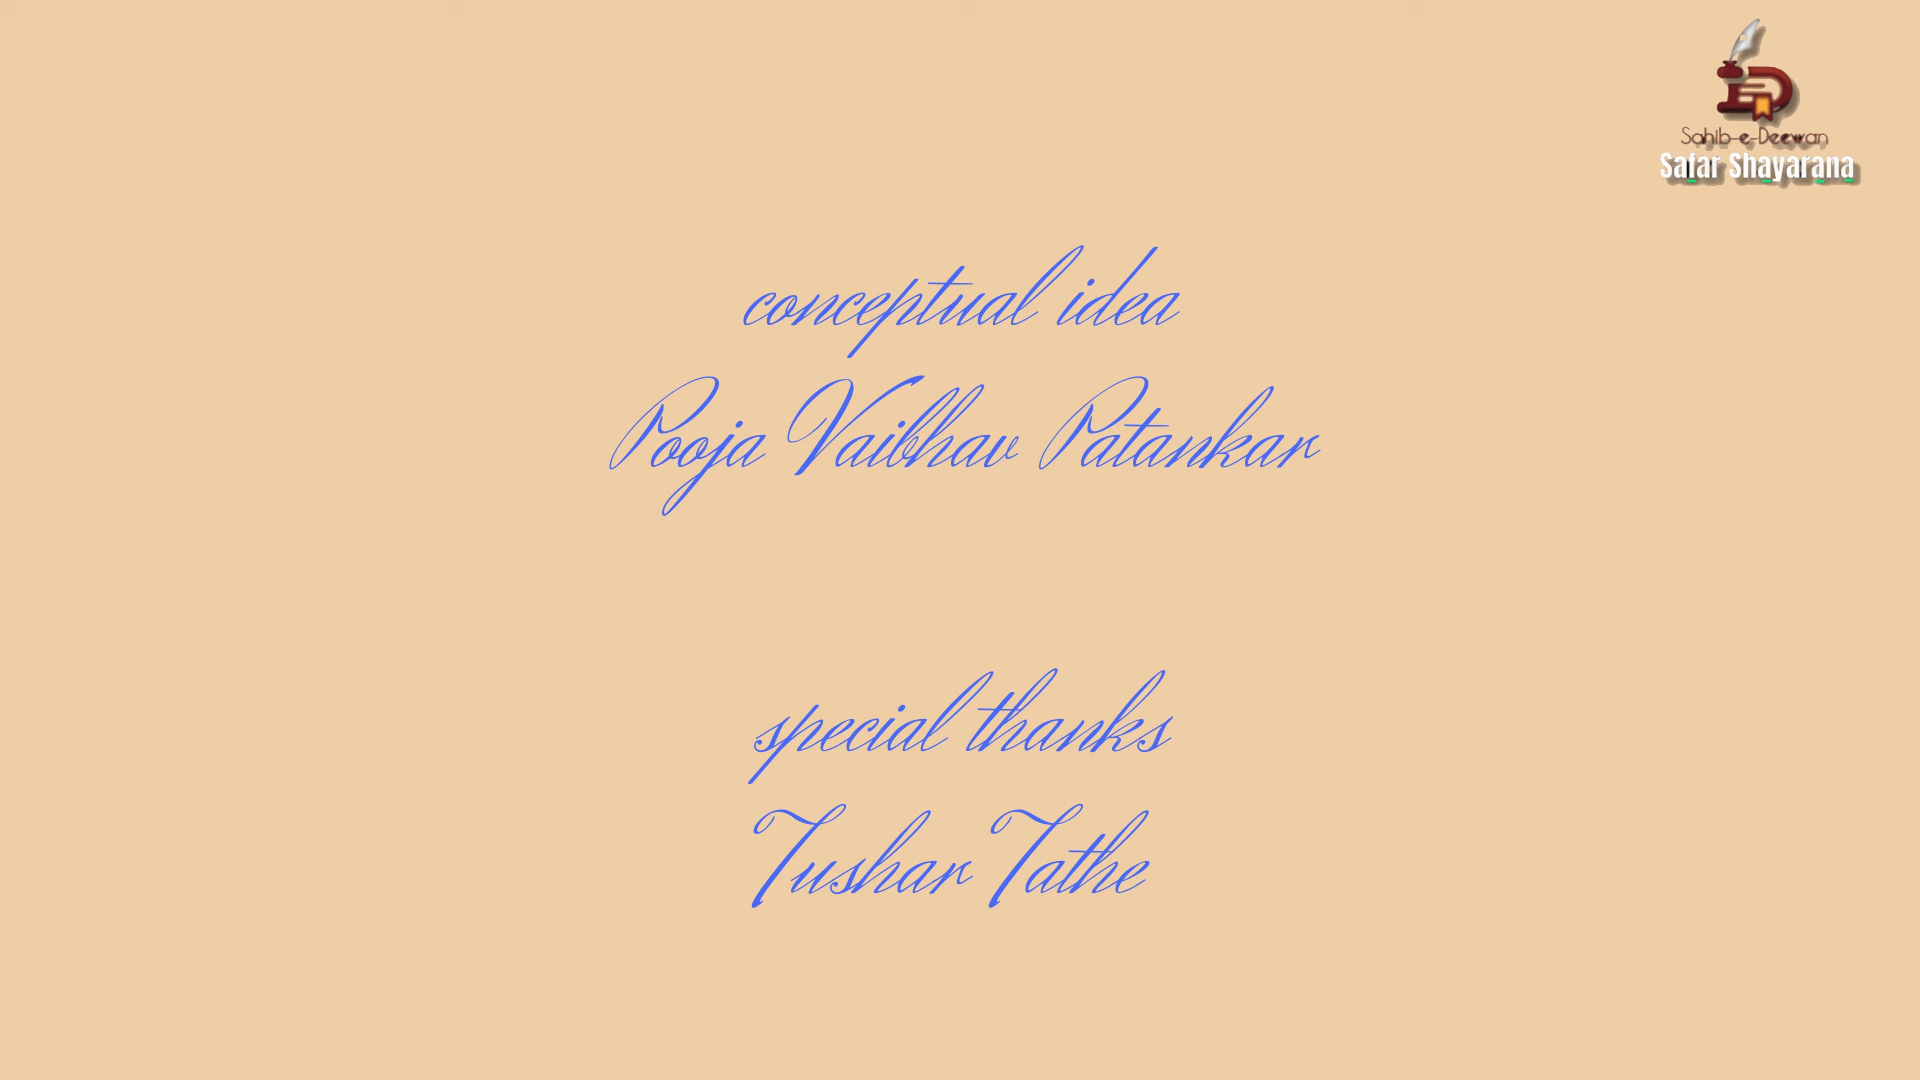 Sahib-e-Deewan
Safar Shayarana
conceptual idea
Pooja Vaibhav Patankar
special thanks
Tushar Tathe